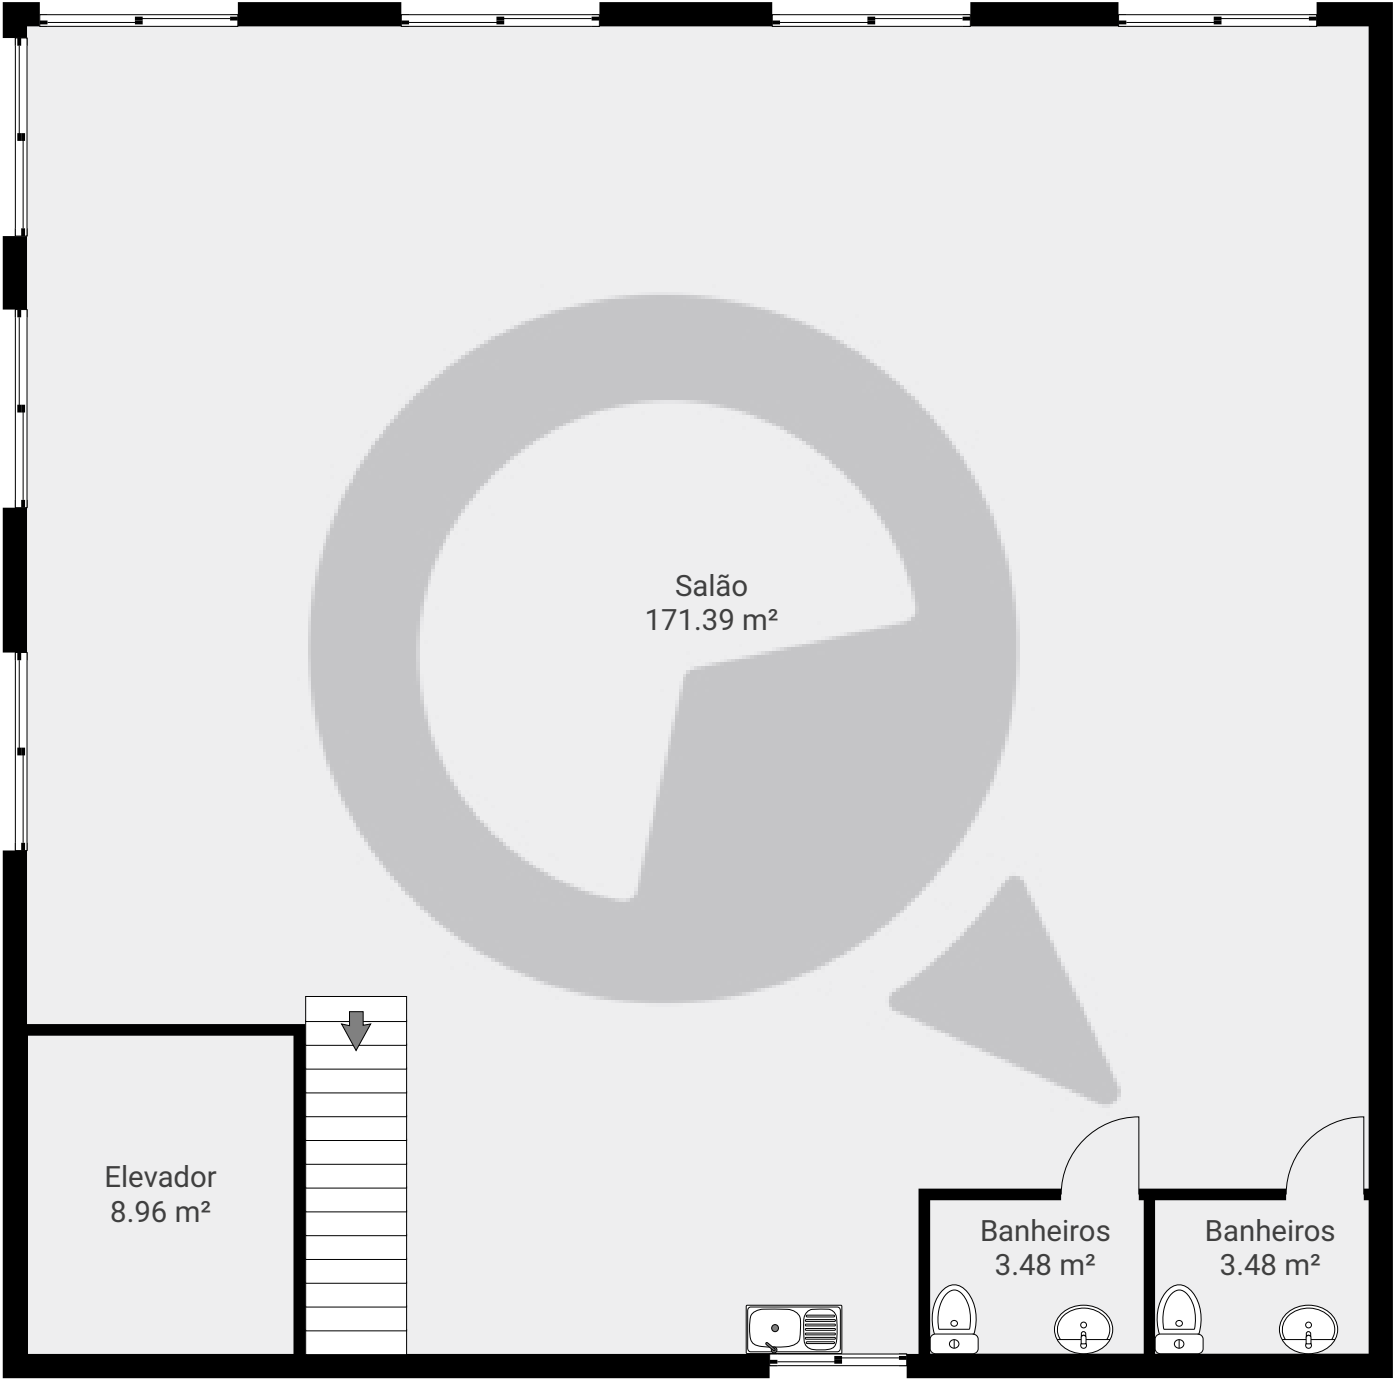 Salão
171.39 m²
Elevador
8.96 m²
Banheiros
3.48 m²
Banheiros
3.48 m²